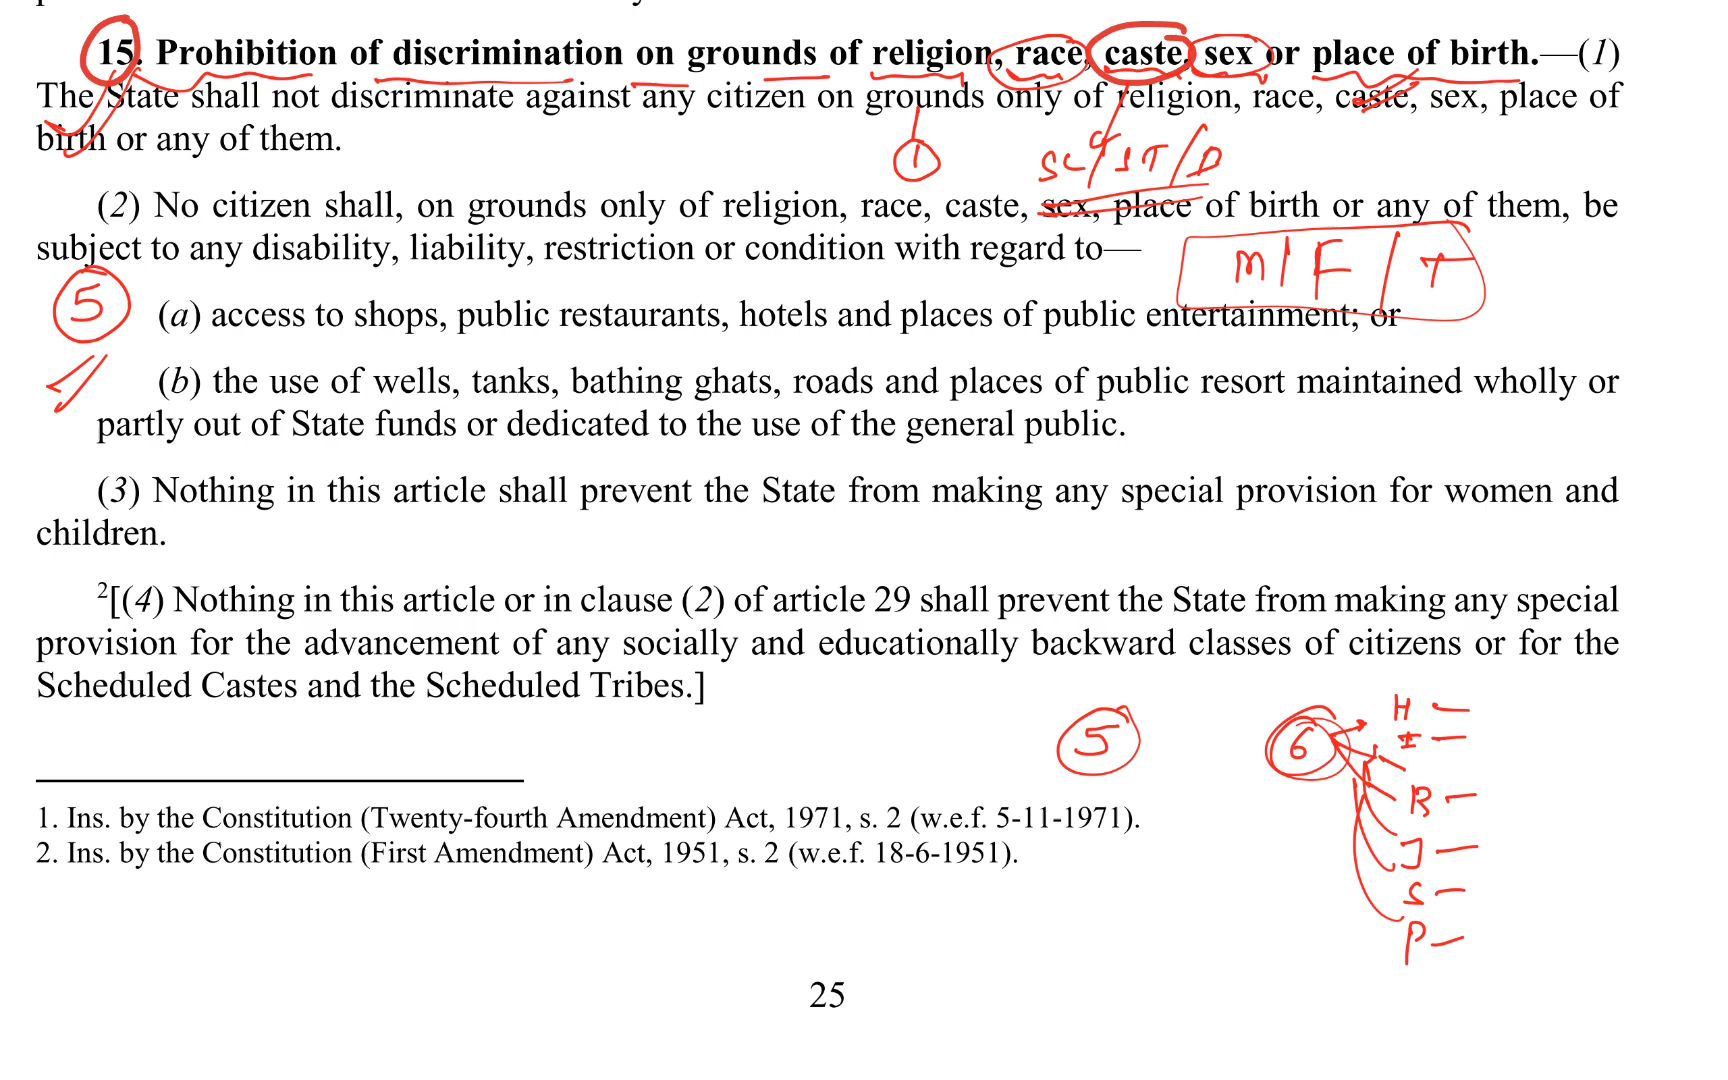 15. Prohibition of discrimination on grounds of religion, race, caste, sex or place of birth.—(1)
The State shall not discriminate against any citizen on grounds only of religion, race, caste, sex, place of
birth or any of them.
1
SC/ST/
(2) No citizen shall, on grounds only of religion, race, caste, sex, place of birth or any of them, be
subject to any disability, liability, restriction or condition with regard to—
M/F/T
5
(a) access to shops, public restaurants, hotels and places of public entertainment; or
(b) the use of wells, tanks, bathing ghats, roads and places of public resort maintained wholly or
partly out of State funds or dedicated to the use of the general public.
(3) Nothing in this article shall prevent the State from making any special provision for women and
children.
2[(4) Nothing in this article or in clause (2) of article 29 shall prevent the State from making any special
provision for the advancement of any socially and educationally backward classes of citizens or for the
Scheduled Castes and the Scheduled Tribes.]
5
6
H —
I —
B —
J —
S —
P —
1. Ins. by the Constitution (Twenty-fourth Amendment) Act, 1971, s. 2 (w.e.f. 5-11-1971).
2. Ins. by the Constitution (First Amendment) Act, 1951, s. 2 (w.e.f. 18-6-1951).
25